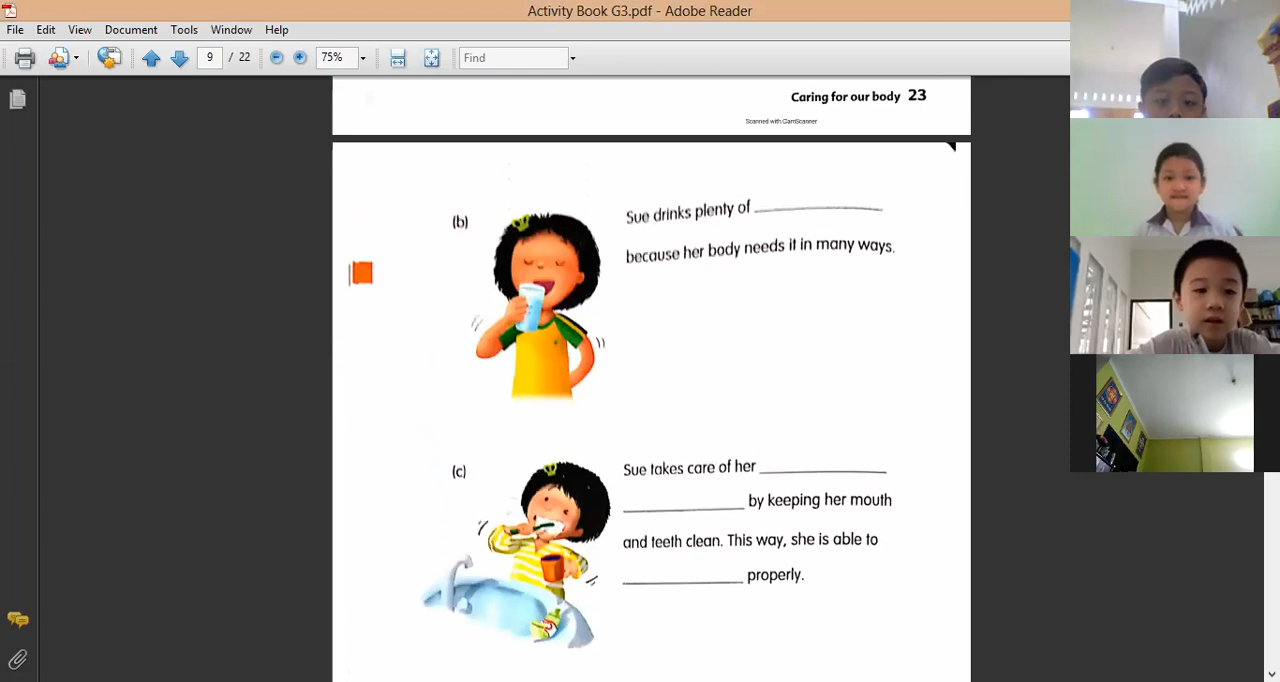 Activity Book G3.pdf - Adobe Reader
File Edit View Document Tools Window Help
9 / 22 75% Find
Caring for our body 23
Scanned with CamScanner
(b) Sue drinks plenty of
because her body needs it in many ways.
(c) Sue takes care of her
by keeping her mouth
and teeth clean. This way, she is able to
properly.